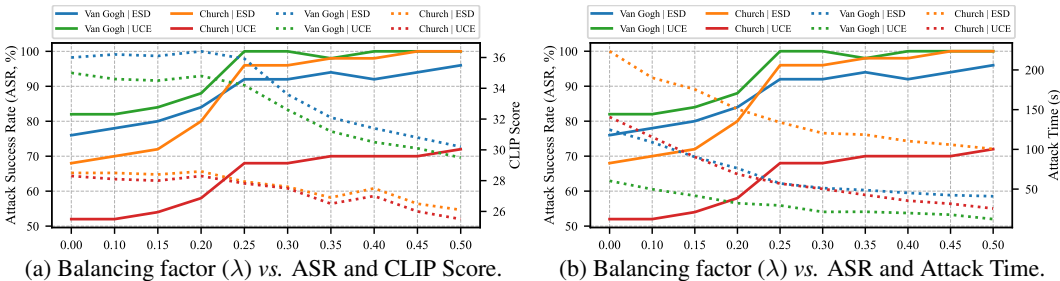 Van Gogh | ESD Church | ESD Van Gogh | ESD Church | ESD
Van Gogh | UCE Church | UCE Van Gogh | UCE Church | UCE
Attack Success Rate (ASR, %)
100
90
80
70
60
50
0.00 0.10 0.15 0.20 0.25 0.30 0.35 0.40 0.45 0.50
36
34
32
30
28
26
CLIP Score
(a) Balancing factor (λ) vs. ASR and CLIP Score.
Van Gogh | ESD Church | ESD Van Gogh | ESD Church | ESD
Van Gogh | UCE Church | UCE Van Gogh | UCE Church | UCE
Attack Success Rate (ASR, %)
100
90
80
70
60
50
0.00 0.10 0.15 0.20 0.25 0.30 0.35 0.40 0.45 0.50
200
150
100
50
Attack Time (s)
(b) Balancing factor (λ) vs. ASR and Attack Time.